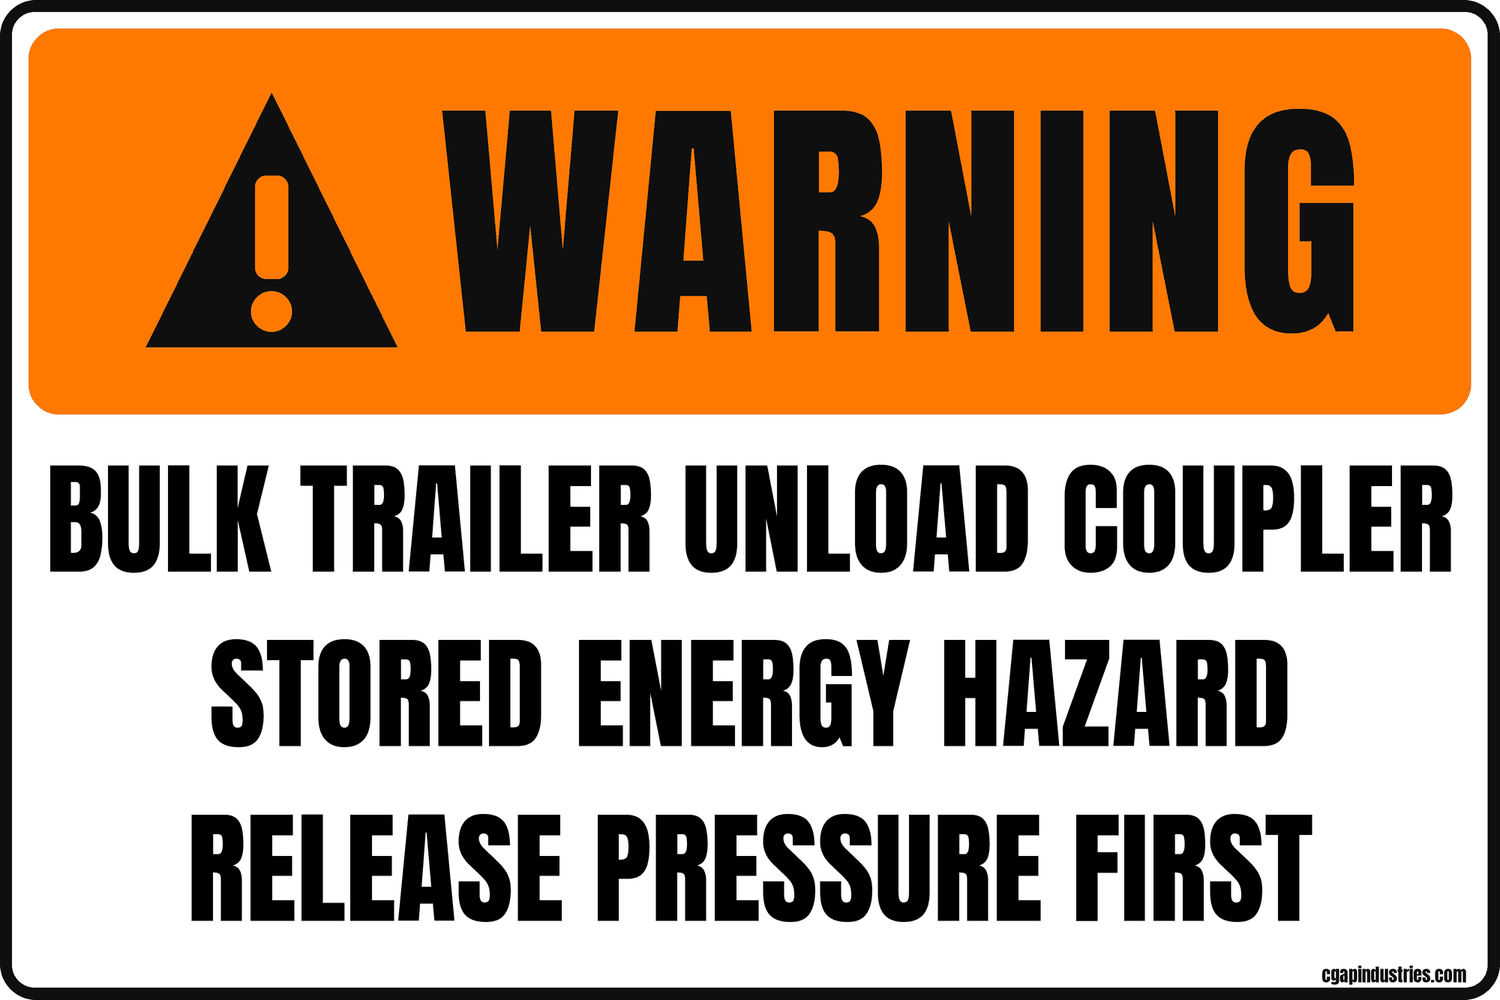 WARNING
BULK TRAILER UNLOAD COUPLER
STORED ENERGY HAZARD
RELEASE PRESSURE FIRST
cgapindustries.com